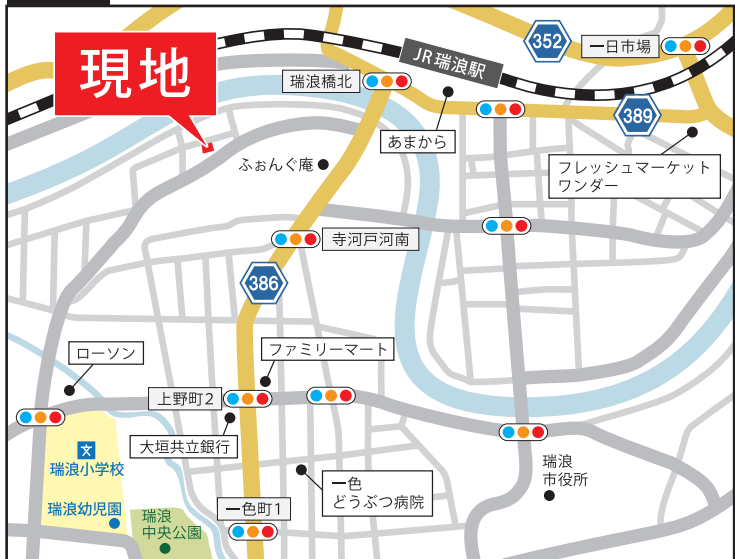 現地
352
一日市場
JR瑞浪駅
瑞浪橋北
389
あまから
ふぉんぐ庵
フレッシュマーケット
ワンダー
寺河戸河南
386
ローソン
ファミリーマート
上野町2
大垣共立銀行
文
瑞浪小学校
瑞浪
市役所
一色
どうぶつ病院
瑞浪幼児園
瑞浪
中央公園
一色町1